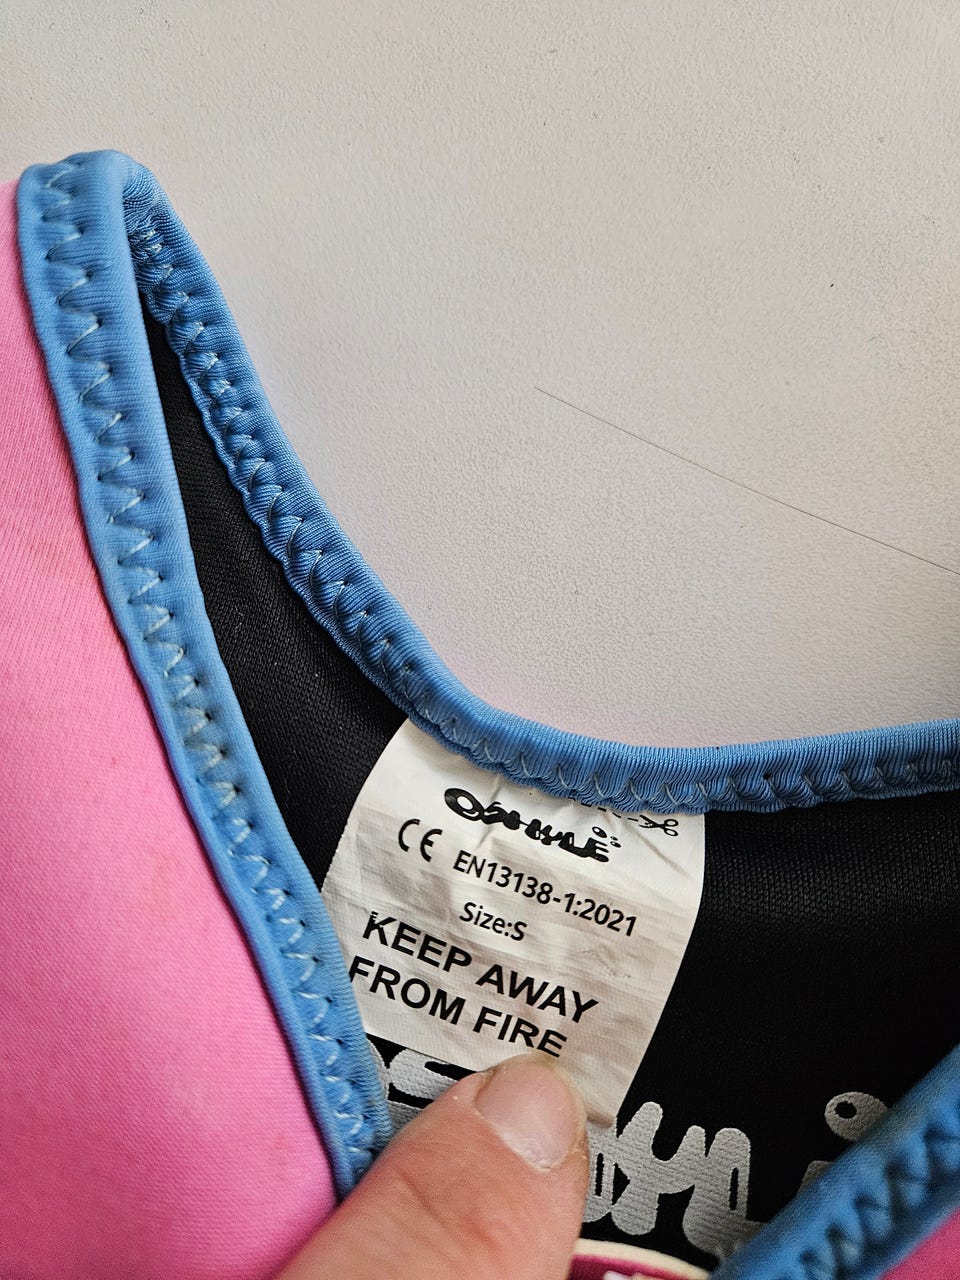 CE EN13138-1:2021
Size:S
KEEP AWAY
FROM FIRE